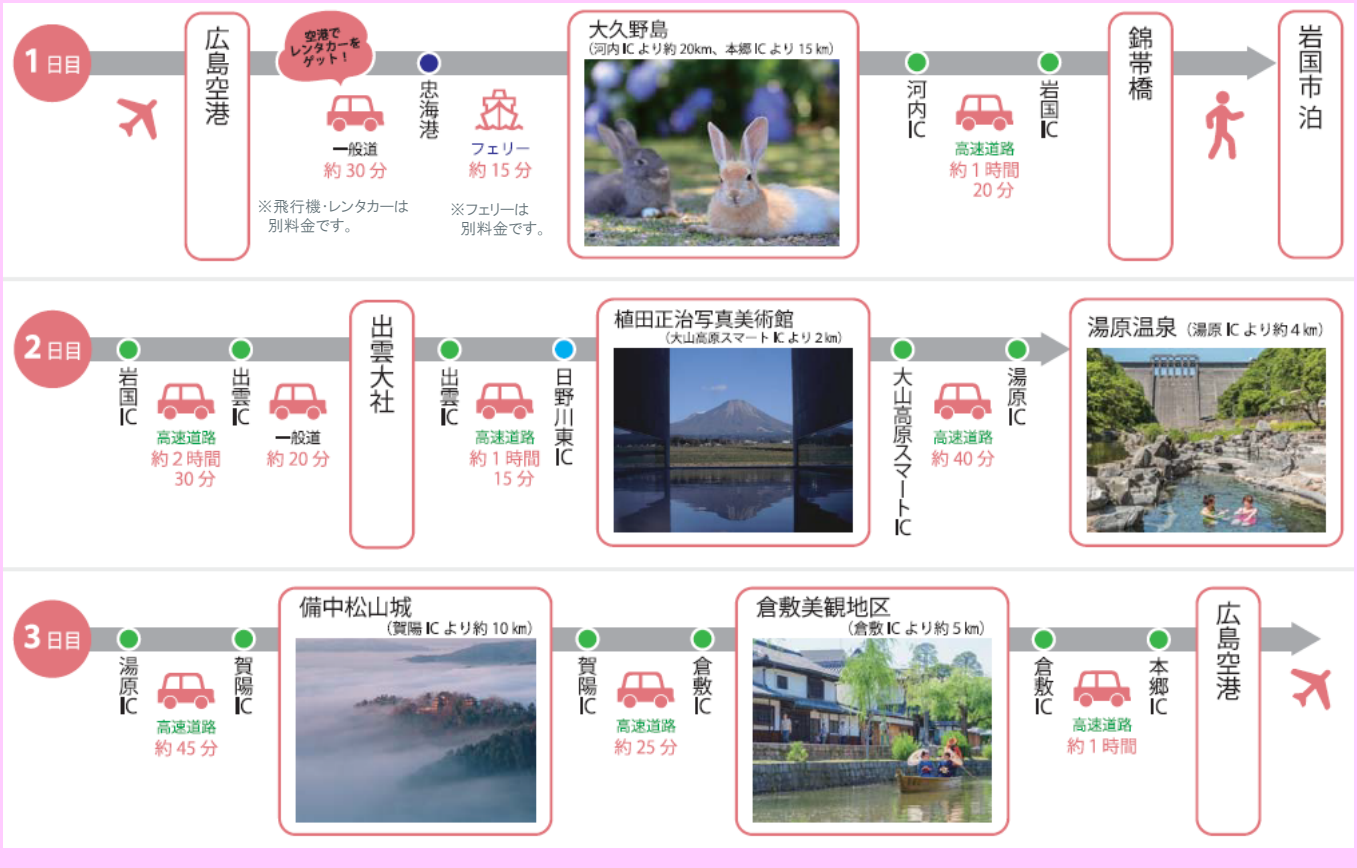 1日目
広島空港
空港で
レンタカーを
ゲット！
一般道
約30分
※飛行機・レンタカーは
別料金です。
忠海港
フェリー
約15分
※フェリーは
別料金です。
大久野島
（河内ICより約20km、本郷ICより15km）
河内IC
高速道路
約1時間
20分
岩国IC
錦帯橋
岩国市 泊
2日目
岩国IC
高速道路
約2時間
30分
出雲IC
一般道
約20分
出雲大社
出雲IC
高速道路
約1時間
15分
日野川東IC
植田正治写真美術館
（大山高原スマートICより2km）
大山高原スマートIC
高速道路
約40分
湯原IC
湯原温泉（湯原ICより約4km）
3日目
湯原IC
高速道路
約45分
賀陽IC
備中松山城
（賀陽ICより約10km）
賀陽IC
高速道路
約25分
倉敷IC
倉敷美観地区
（倉敷ICより約5km）
倉敷IC
高速道路
約1時間
本郷IC
広島空港